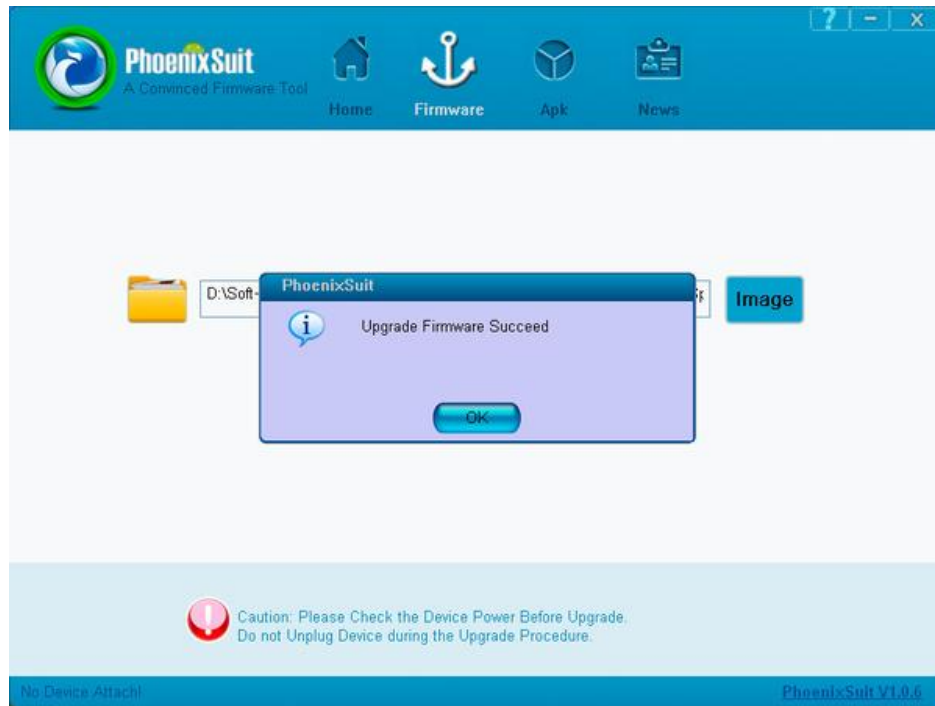 ? - x
PhoenixSuit
A Convinced Firmware Tool
Home Firmware Apk News
D:\Soft-
Image
PhoenixSuit
Upgrade Firmware Succeed
OK
Caution: Please Check the Device Power Before Upgrade.
Do not Unplug Device during the Upgrade Procedure.
No Device Attach!
PhoenixSuit V1.0.6